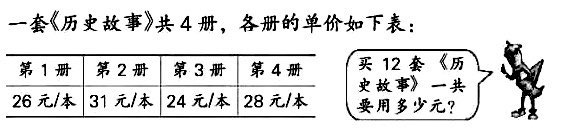 一套《历史故事》共4册，各册的单价如下表：
第1册 第2册 第3册 第4册
26元/本 31元/本 24元/本 28元/本
买12套《历
史故事》一共
要用多少元？